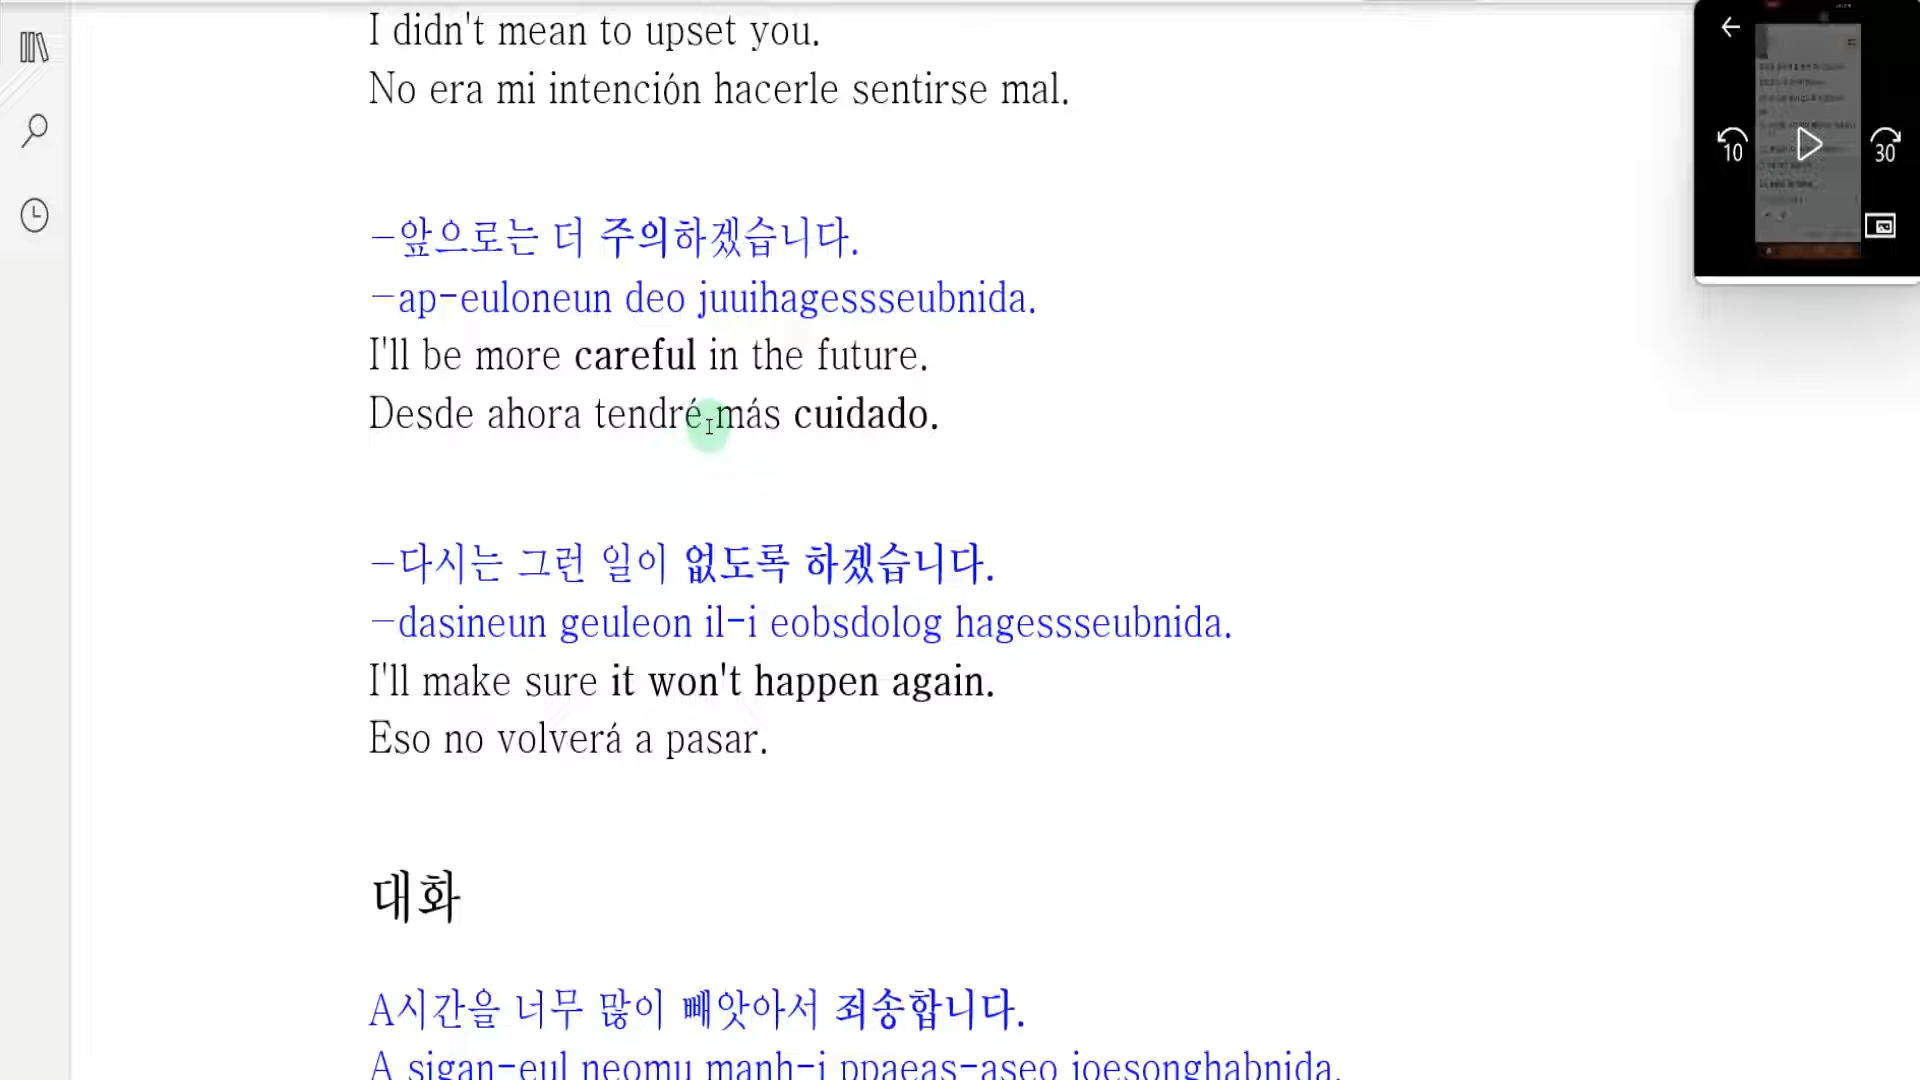 I didn't mean to upset you.
No era mi intención hacerle sentirse mal.
-앞으로는 더 주의하겠습니다.
-ap-euloneun deo juuihagessseubnida.
I'll be more careful in the future.
Desde ahora tendré más cuidado.
-다시는 그런 일이 없도록 하겠습니다.
-dasineun geuleon il-i eobsdolog hagessseubnida.
I'll make sure it won't happen again.
Eso no volverá a pasar.
대화
A시간을 너무 많이 빼앗아서 죄송합니다.
A sigan-eul neomu manh-i ppaeas-aseo joesonghabnida.
10
30